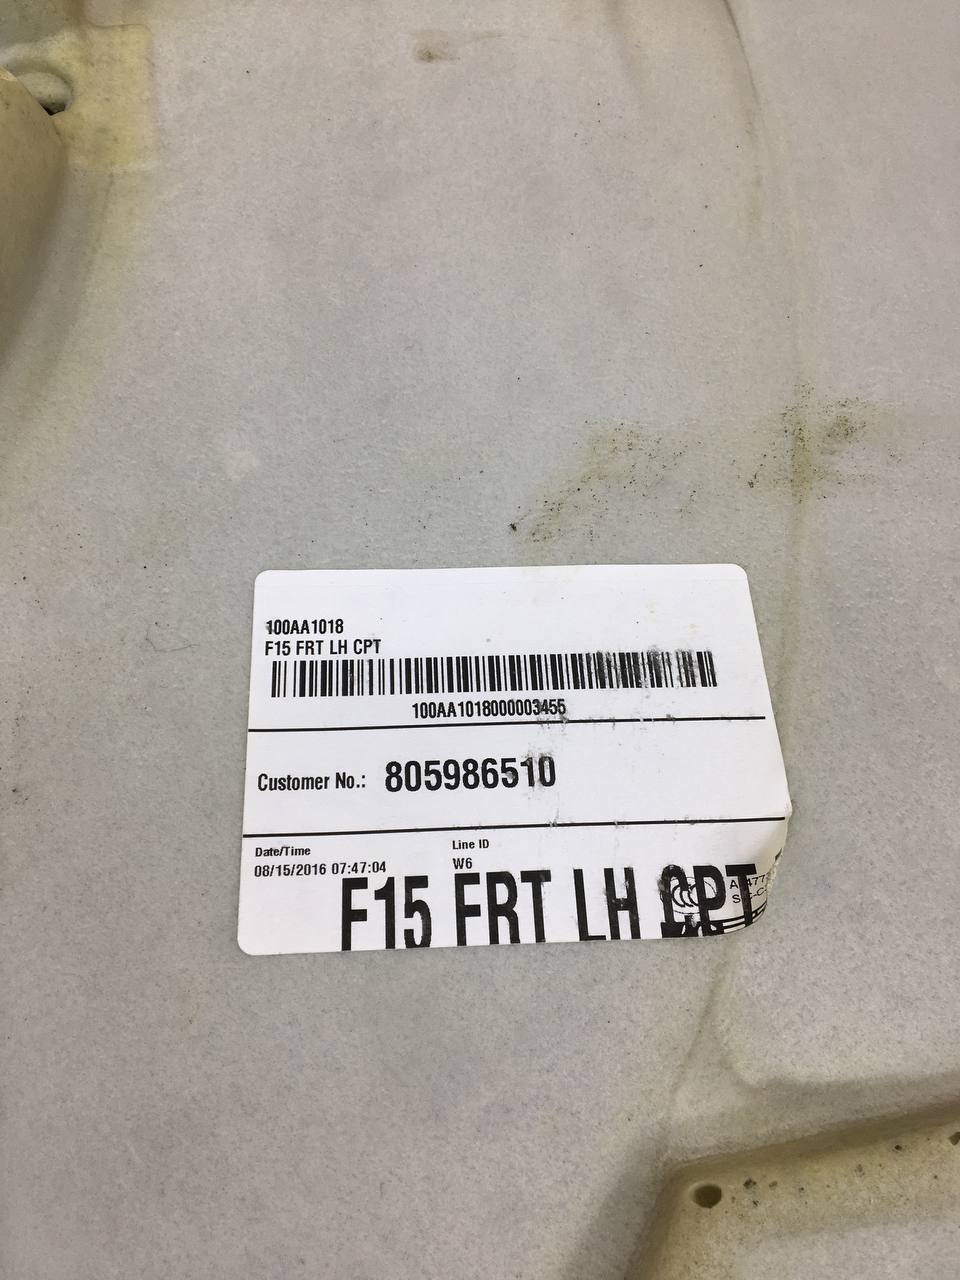 100AA1018
F15 FRT LH CPT
100AA1018000003455
Customer No.: 805986510
Date/Time
08/15/2016 07:47:04
Line ID
W6
F15 FRT LH CPT